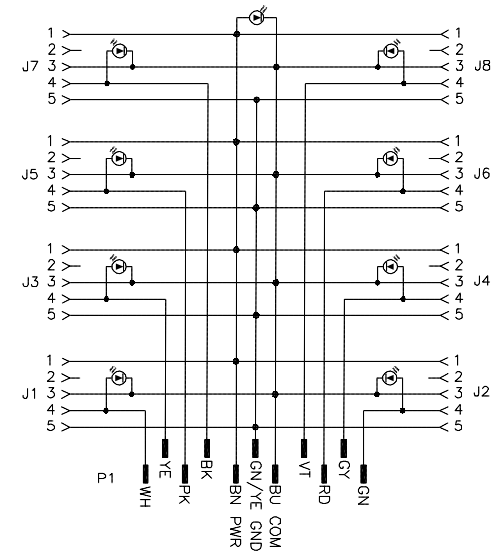 1 1
2 2
J7 3 3 J8
4 4
5 5
1 1
2 2
J5 3 3 J6
4 4
5 5
1 1
2 2
J3 3 3 J4
4 4
5 5
1 1
2 2
J1 3 3 J2
4 4
5 5
P1
WH
YE
PK
BK
BN PWR
GN/YE GND
BU COM
VT
RD
GY
GN